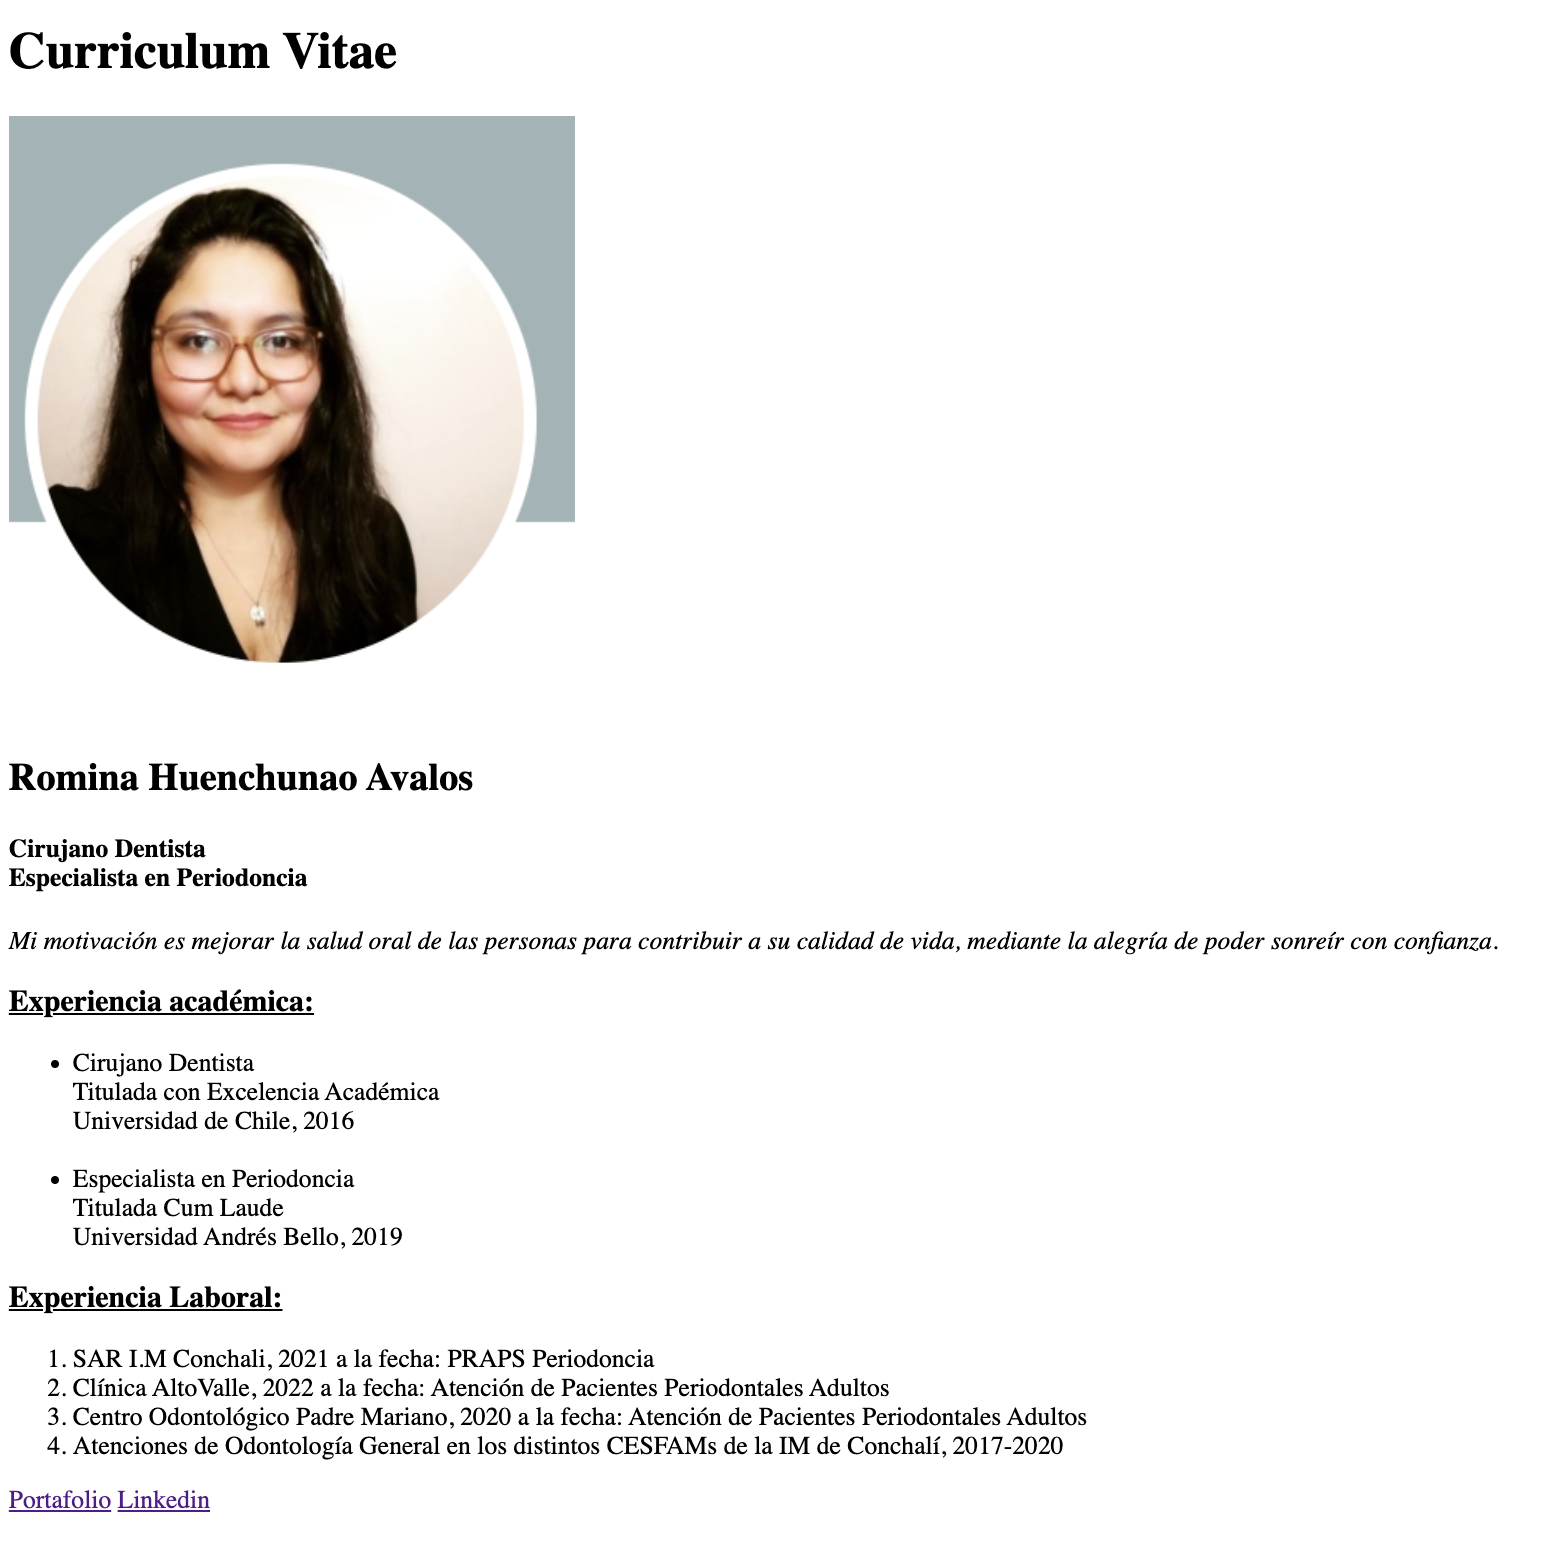 Curriculum Vitae
Romina Huenchunao Avalos
Cirujano Dentista
Especialista en Periodoncia
Mi motivación es mejorar la salud oral de las personas para contribuir a su calidad de vida, mediante la alegría de poder sonreír con confianza.
Experiencia académica:
• Cirujano Dentista
Titulada con Excelencia Académica
Universidad de Chile, 2016
• Especialista en Periodoncia
Titulada Cum Laude
Universidad Andrés Bello, 2019
Experiencia Laboral:
1. SAR I.M Conchali, 2021 a la fecha: PRAPS Periodoncia
2. Clínica AltoValle, 2022 a la fecha: Atención de Pacientes Periodontales Adultos
3. Centro Odontológico Padre Mariano, 2020 a la fecha: Atención de Pacientes Periodontales Adultos
4. Atenciones de Odontología General en los distintos CESFAMs de la IM de Conchalí, 2017-2020
Portafolio Linkedin